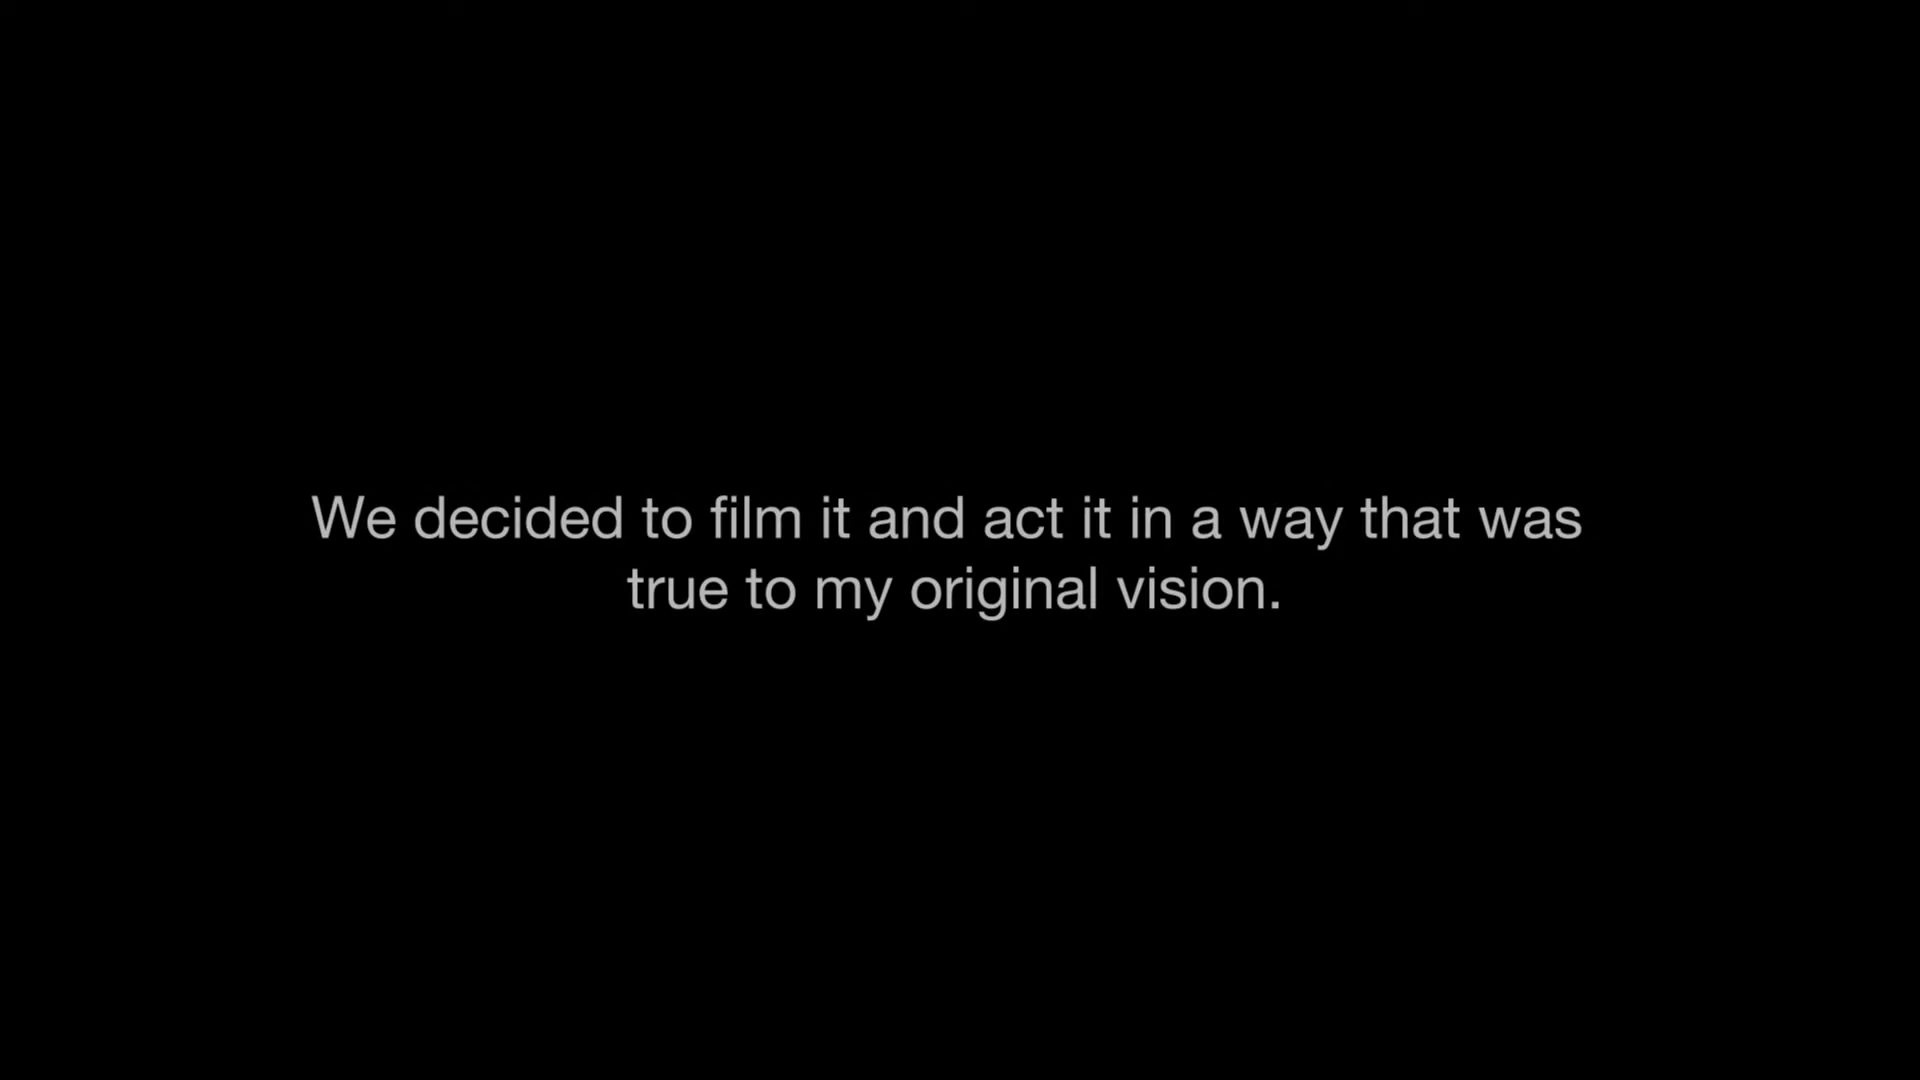 We decided to film it and act it in a way that was
true to my original vision.